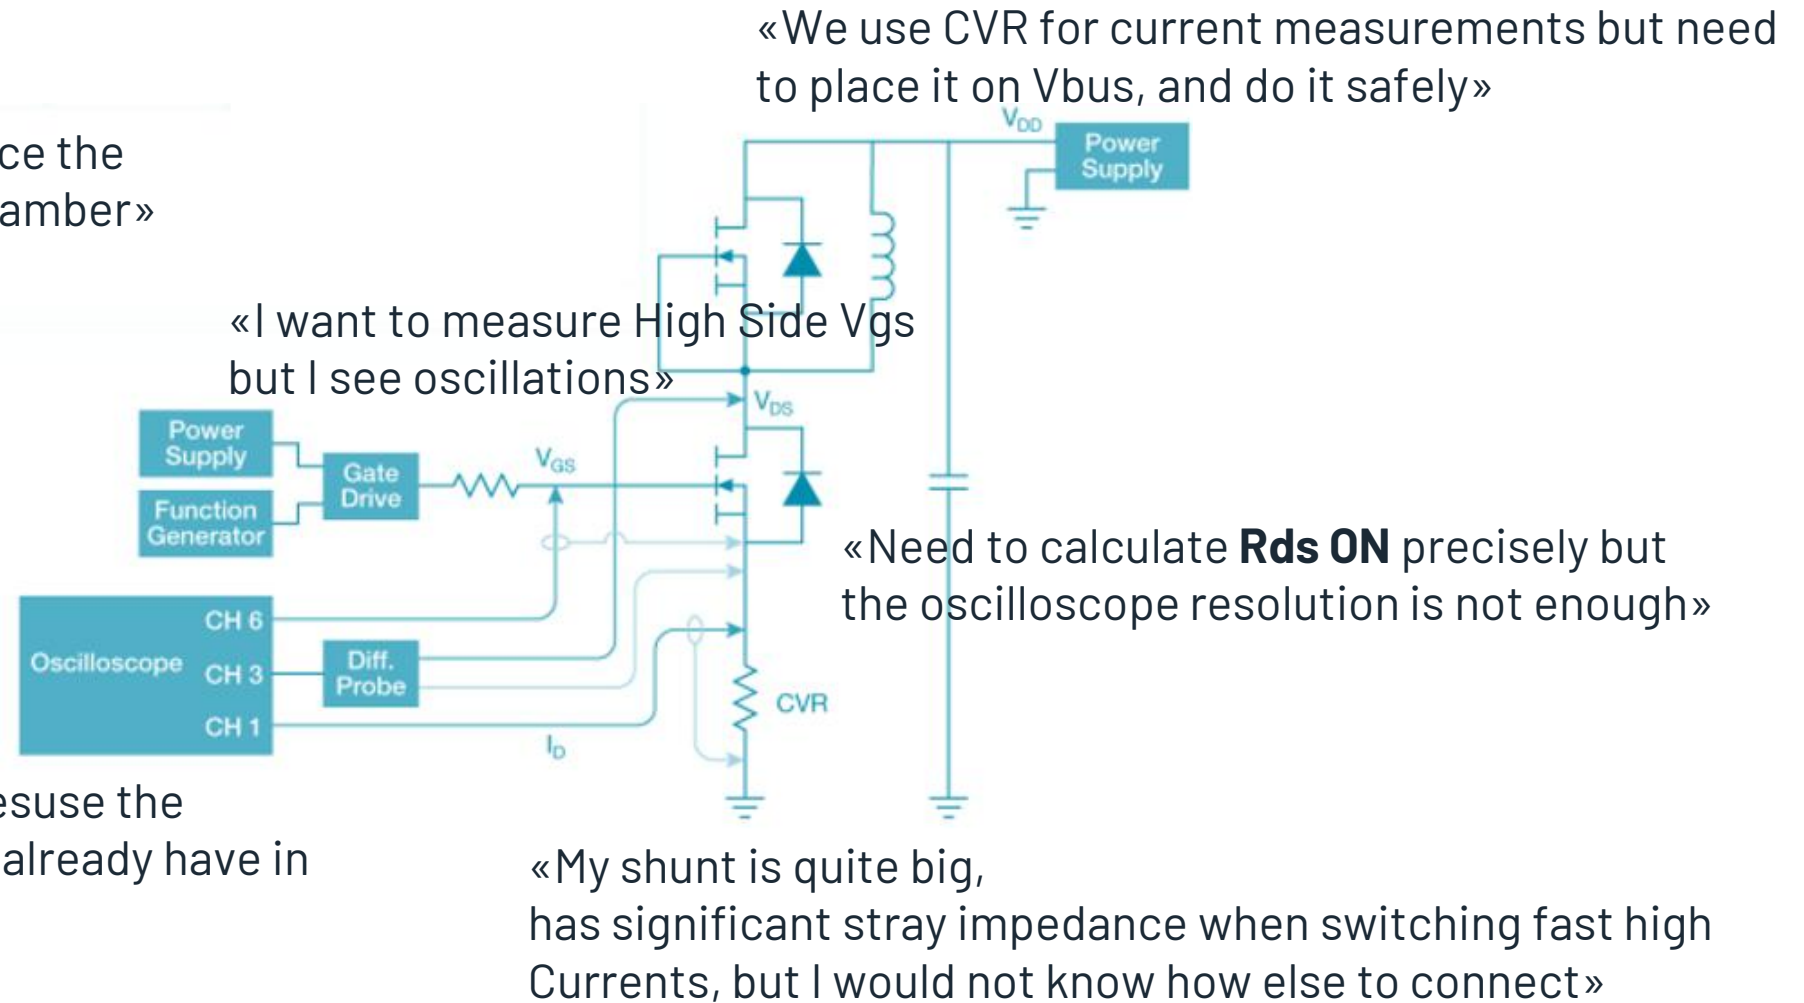 «We use CVR for current measurements but need
to place it on Vbus, and do it safely»
ce the
amber»
V_DD
Power
Supply
«I want to measure High Side Vgs
but I see oscillations»
V_DS
Power
Supply
Gate
Drive
V_GS
Function
Generator
«Need to calculate Rds ON precisely but
the oscilloscope resolution is not enough»
Oscilloscope
CH 6
CH 3
CH 1
Diff.
Probe
CVR
I_D
esuse the
already have in
«My shunt is quite big,
has significant stray impedance when switching fast high
Currents, but I would not know how else to connect»